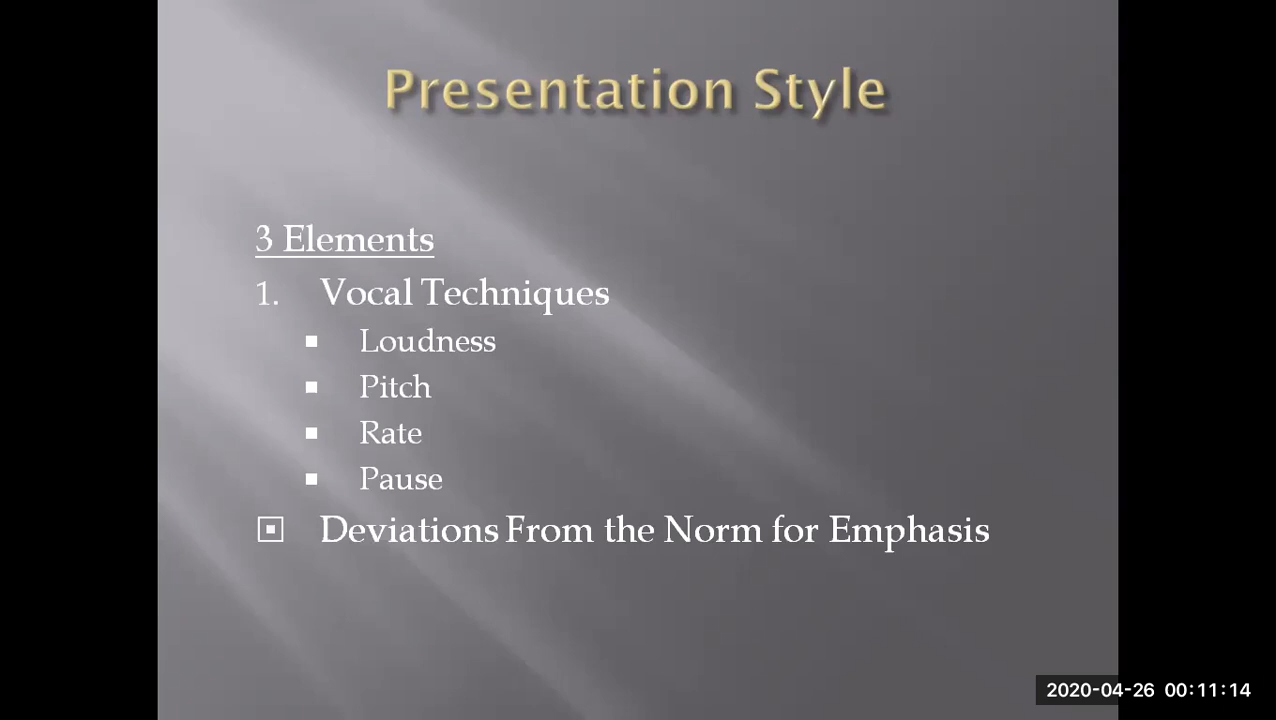 Presentation Style
3 Elements
1. Vocal Techniques
▪ Loudness
▪ Pitch
▪ Rate
▪ Pause
▣ Deviations From the Norm for Emphasis
2020-04-26 00:11:14